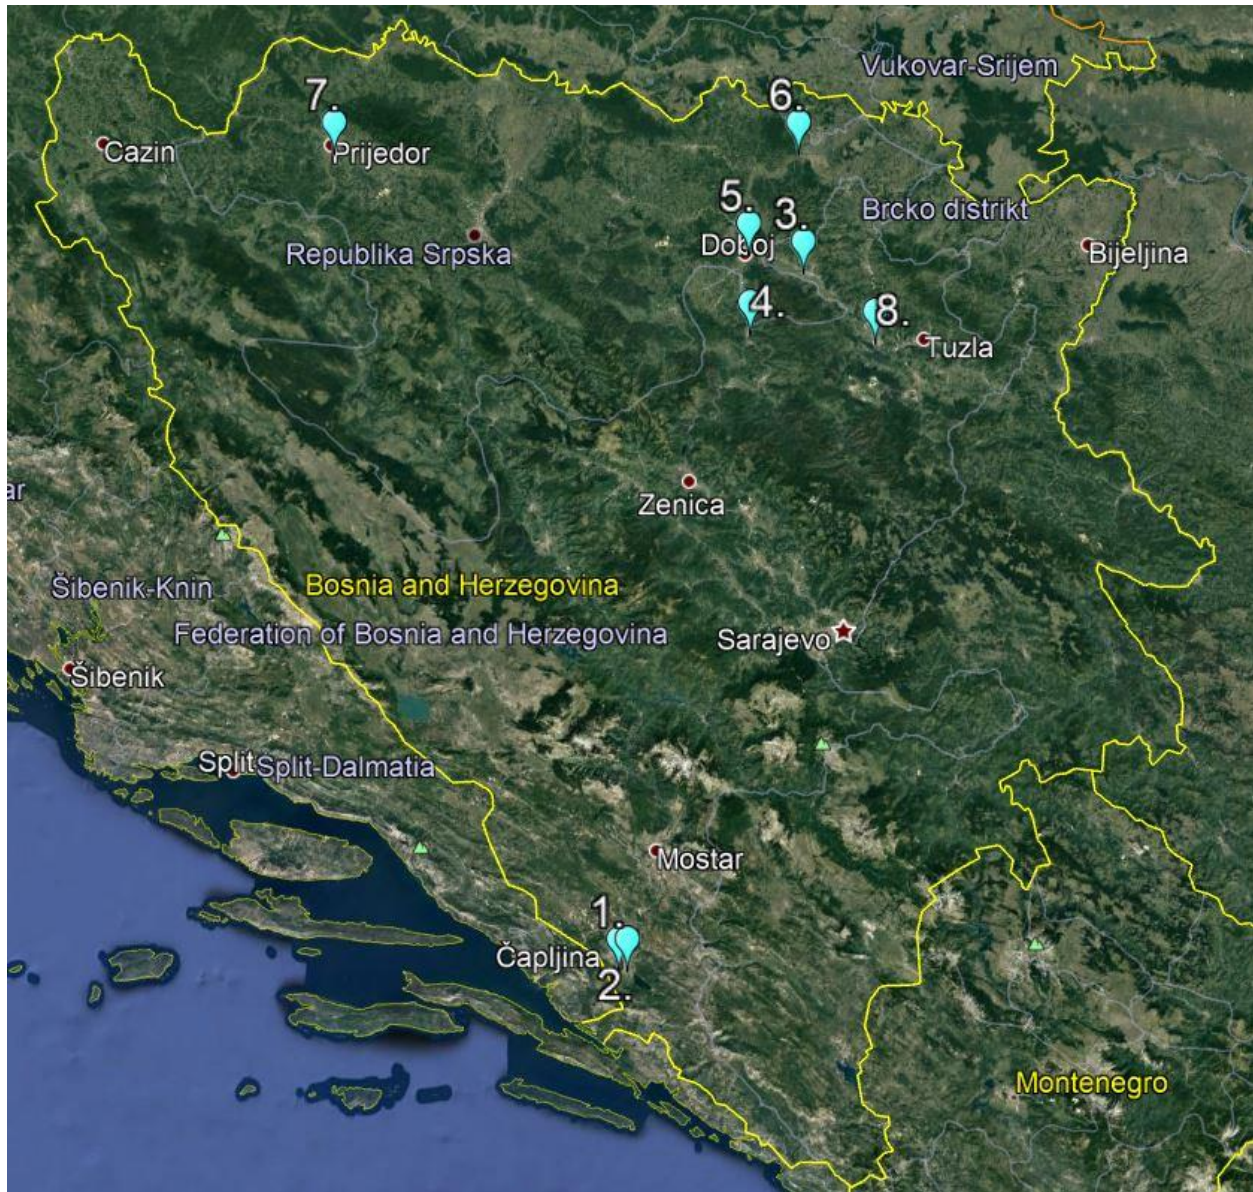 Vukovar-Srijem
7.
6.
Cazin
Prijedor
5.
3.
Brcko distrikt
Republika Srpska
Doboj
Bijeljina
4.
8.
Tuzla
ar
Zenica
Šibenik-Knin
Bosnia and Herzegovina
Federation of Bosnia and Herzegovina
Sarajevo
Šibenik
Split
Split-Dalmatia
Mostar
1.
Čapljina
2.
Montenegro